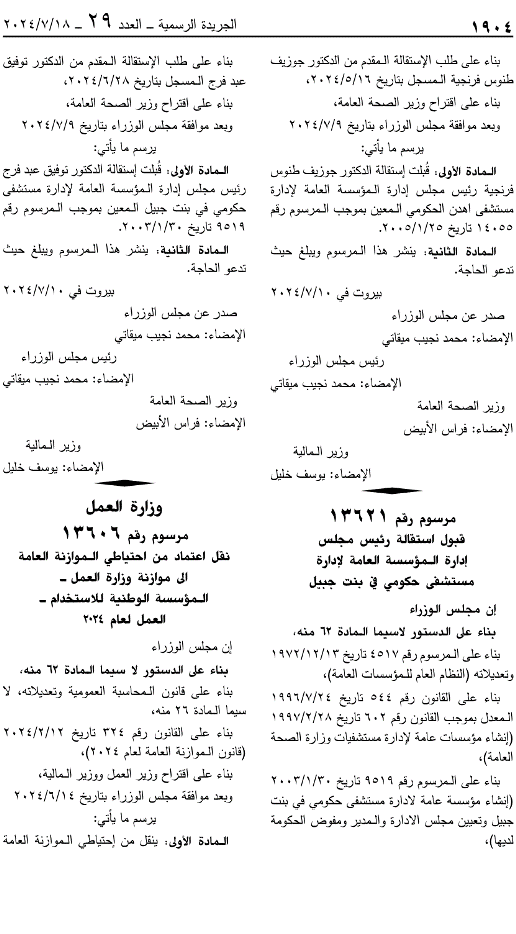 ١٩٠٤
الجريدة الرسمية ـ العدد ٢٩ ـ ٢٠٢٤/٧/١٨
بناء على طلب الإستقالة المقدم من الدكتور جوزيف
طنوس فرنجية المسجل بتاريخ ٢٠٢٤/٥/١٦،
بناء على اقتراح وزير الصحة العامة،
وبعد موافقة مجلس الوزراء بتاريخ ٢٠٢٤/٧/٩
يرسم ما يأتي:
المادة الأولى: قُبلت إستقالة الدكتور جوزيف طنوس
فرنجية رئيس مجلس إدارة المؤسسة العامة لإدارة
مستشفى اهدن الحكومي المعين بموجب المرسوم رقم
١٤٠٥٥ تاريخ ٢٠٠٥/١/٢٥.
المادة الثانية: ينشر هذا المرسوم ويبلغ حيث
تدعو الحاجة.
بيروت في ٢٠٢٤/٧/١٠
صدر عن مجلس الوزراء
الإمضاء: محمد نجيب ميقاتي
رئيس مجلس الوزراء
الإمضاء: محمد نجيب ميقاتي
وزير الصحة العامة
الإمضاء: فراس الأبيض
وزير المالية
الإمضاء: يوسف خليل
مرسوم رقم ١٣٦٢١
قبول استقالة رئيس مجلس
إدارة المؤسسة العامة لإدارة
مستشفى حكومي في بنت جبيل
إن مجلس الوزراء
بناء على الدستور لاسيما المادة ٦٢ منه،
بناء على المرسوم رقم ٤٥١٧ تاريخ ١٩٧٢/١٢/١٣
وتعديلاته (النظام العام للمؤسسات العامة)،
بناء على القانون رقم ٥٤٤ تاريخ ١٩٩٦/٧/٢٤
المعدل بموجب القانون رقم ٦٠٢ تاريخ ١٩٩٧/٢/٢٨
(إنشاء مؤسسات عامة لإدارة مستشفيات وزارة الصحة
العامة)،
بناء على المرسوم رقم ٩٥١٩ تاريخ ٢٠٠٣/١/٣٠
(إنشاء مؤسسة عامة لادارة مستشفى حكومي في بنت
جبيل وتعيين مجلس الادارة والمدير ومفوض الحكومة
لديها)،
بناء على طلب الإستقالة المقدم من الدكتور توفيق
عبد فرج المسجل بتاريخ ٢٠٢٤/٦/٢٨،
بناء على اقتراح وزير الصحة العامة،
وبعد موافقة مجلس الوزراء بتاريخ ٢٠٢٤/٧/٩
يرسم ما يأتي:
المادة الأولى: قُبلت إستقالة الدكتور توفيق عبد فرج
رئيس مجلس إدارة المؤسسة العامة لإدارة مستشفى
حكومي في بنت جبيل المعين بموجب المرسوم رقم
٩٥١٩ تاريخ ٢٠٠٣/١/٣٠.
المادة الثانية: ينشر هذا المرسوم ويبلغ حيث
تدعو الحاجة.
بيروت في ٢٠٢٤/٧/١٠
صدر عن مجلس الوزراء
الإمضاء: محمد نجيب ميقاتي
رئيس مجلس الوزراء
الإمضاء: محمد نجيب ميقاتي
وزير الصحة العامة
الإمضاء: فراس الأبيض
وزير المالية
الإمضاء: يوسف خليل
وزارة العمل
مرسوم رقم ١٣٦٠٦
نقل اعتماد من احتياطي الموازنة العامة
الى موازنة وزارة العمل ـ
المؤسسة الوطنية للاستخدام ـ
العمل لعام ٢٠٢٤
إن مجلس الوزراء
بناء على الدستور لا سيما المادة ٦٢ منه،
بناء على قانون المحاسبة العمومية وتعديلاته، لا
سيما المادة ٢٦ منه،
بناء على القانون رقم ٣٢٤ تاريخ ٢٠٢٤/٢/١٢
(قانون الموازنة العامة لعام ٢٠٢٤)،
بناء على اقتراح وزير العمل ووزير المالية،
وبعد موافقة مجلس الوزراء بتاريخ ٢٠٢٤/٦/١٤
يرسم ما يأتي:
المادة الأولى: ينقل من إحتياطي الموازنة العامة